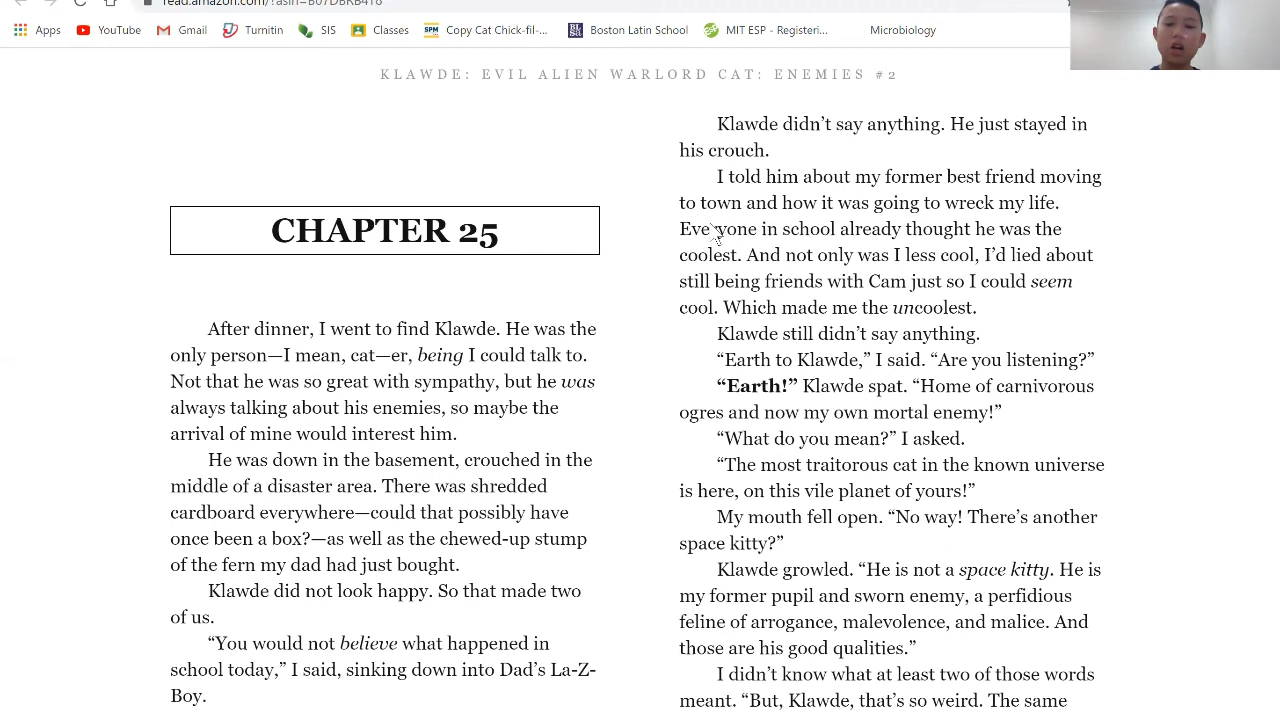 read.amazon.com/?asin=B07DBRB418
Apps YouTube Gmail Turnitin SIS Classes Copy Cat Chick-fil-... Boston Latin School MIT ESP - Registeri... Microbiology
KLAWDE: EVIL ALIEN WARLORD CAT: ENEMIES #2
CHAPTER 25
After dinner, I went to find Klawde. He was the
only person—I mean, cat—er, being I could talk to.
Not that he was so great with sympathy, but he was
always talking about his enemies, so maybe the
arrival of mine would interest him.
He was down in the basement, crouched in the
middle of a disaster area. There was shredded
cardboard everywhere—could that possibly have
once been a box?—as well as the chewed-up stump
of the fern my dad had just bought.
Klawde did not look happy. So that made two
of us.
“You would not believe what happened in
school today,” I said, sinking down into Dad’s La-Z-
Boy.
Klawde didn’t say anything. He just stayed in
his crouch.
I told him about my former best friend moving
to town and how it was going to wreck my life.
Everyone in school already thought he was the
coolest. And not only was I less cool, I’d lied about
still being friends with Cam just so I could seem
cool. Which made me the uncoolest.
Klawde still didn’t say anything.
“Earth to Klawde,” I said. “Are you listening?”
“Earth!” Klawde spat. “Home of carnivorous
ogres and now my own mortal enemy!”
“What do you mean?” I asked.
“The most traitorous cat in the known universe
is here, on this vile planet of yours!”
My mouth fell open. “No way! There’s another
space kitty?”
Klawde growled. “He is not a space kitty. He is
my former pupil and sworn enemy, a perfidious
feline of arrogance, malevolence, and malice. And
those are his good qualities.”
I didn’t know what at least two of those words
meant. “But, Klawde, that’s so weird. The same